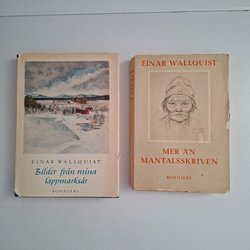 EINAR WALLQUIST
Bilder från mina
lappmarksår
BONNIERS
EINAR WALLQUIST
MER ÄN
MANTALSSKRIVEN
BONNIERS